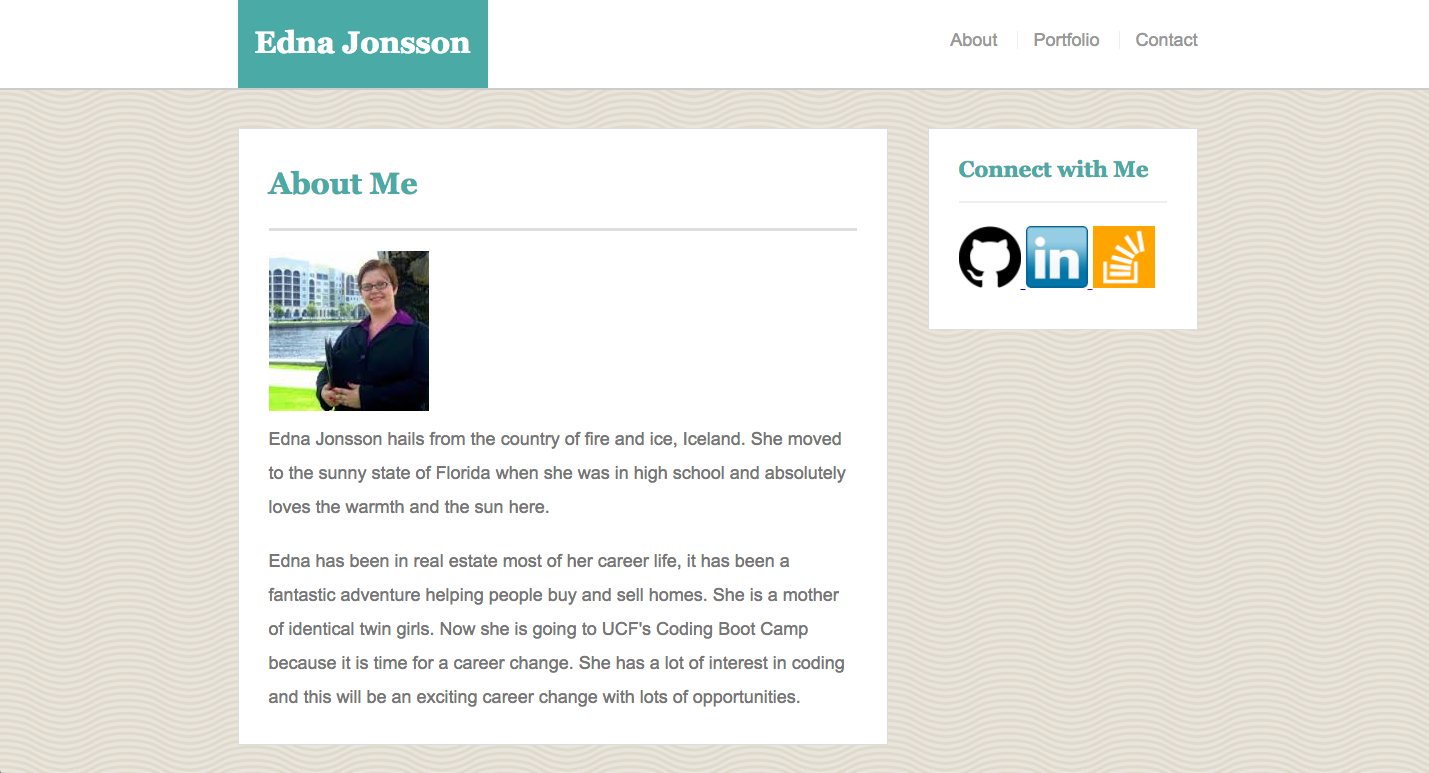 Edna Jonsson
About
Portfolio
Contact
About Me
Edna Jonsson hails from the country of fire and ice, Iceland. She moved
to the sunny state of Florida when she was in high school and absolutely
loves the warmth and the sun here.
Edna has been in real estate most of her career life, it has been a
fantastic adventure helping people buy and sell homes. She is a mother
of identical twin girls. Now she is going to UCF's Coding Boot Camp
because it is time for a career change. She has a lot of interest in coding
and this will be an exciting career change with lots of opportunities.
Connect with Me
in